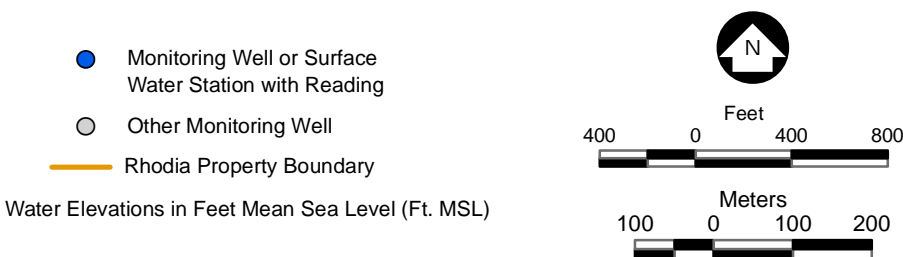 Monitoring Well or Surface
Water Station with Reading
Other Monitoring Well
Rhodia Property Boundary
Water Elevations in Feet Mean Sea Level (Ft. MSL)
N
Feet
400 0 400 800
Meters
100 0 100 200